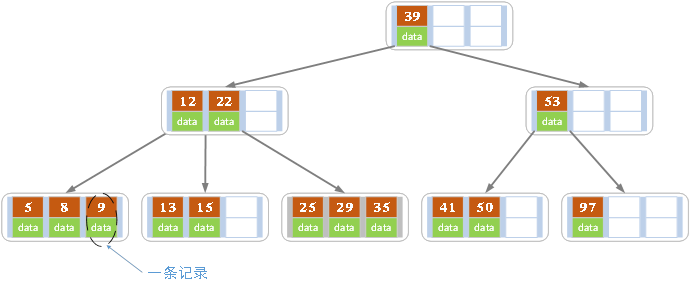 39
data
12 22
data data
53
data
5 8 9
data data data
13 15
data data
25 29 35
data data data
41 50
data data
97
data
一条记录